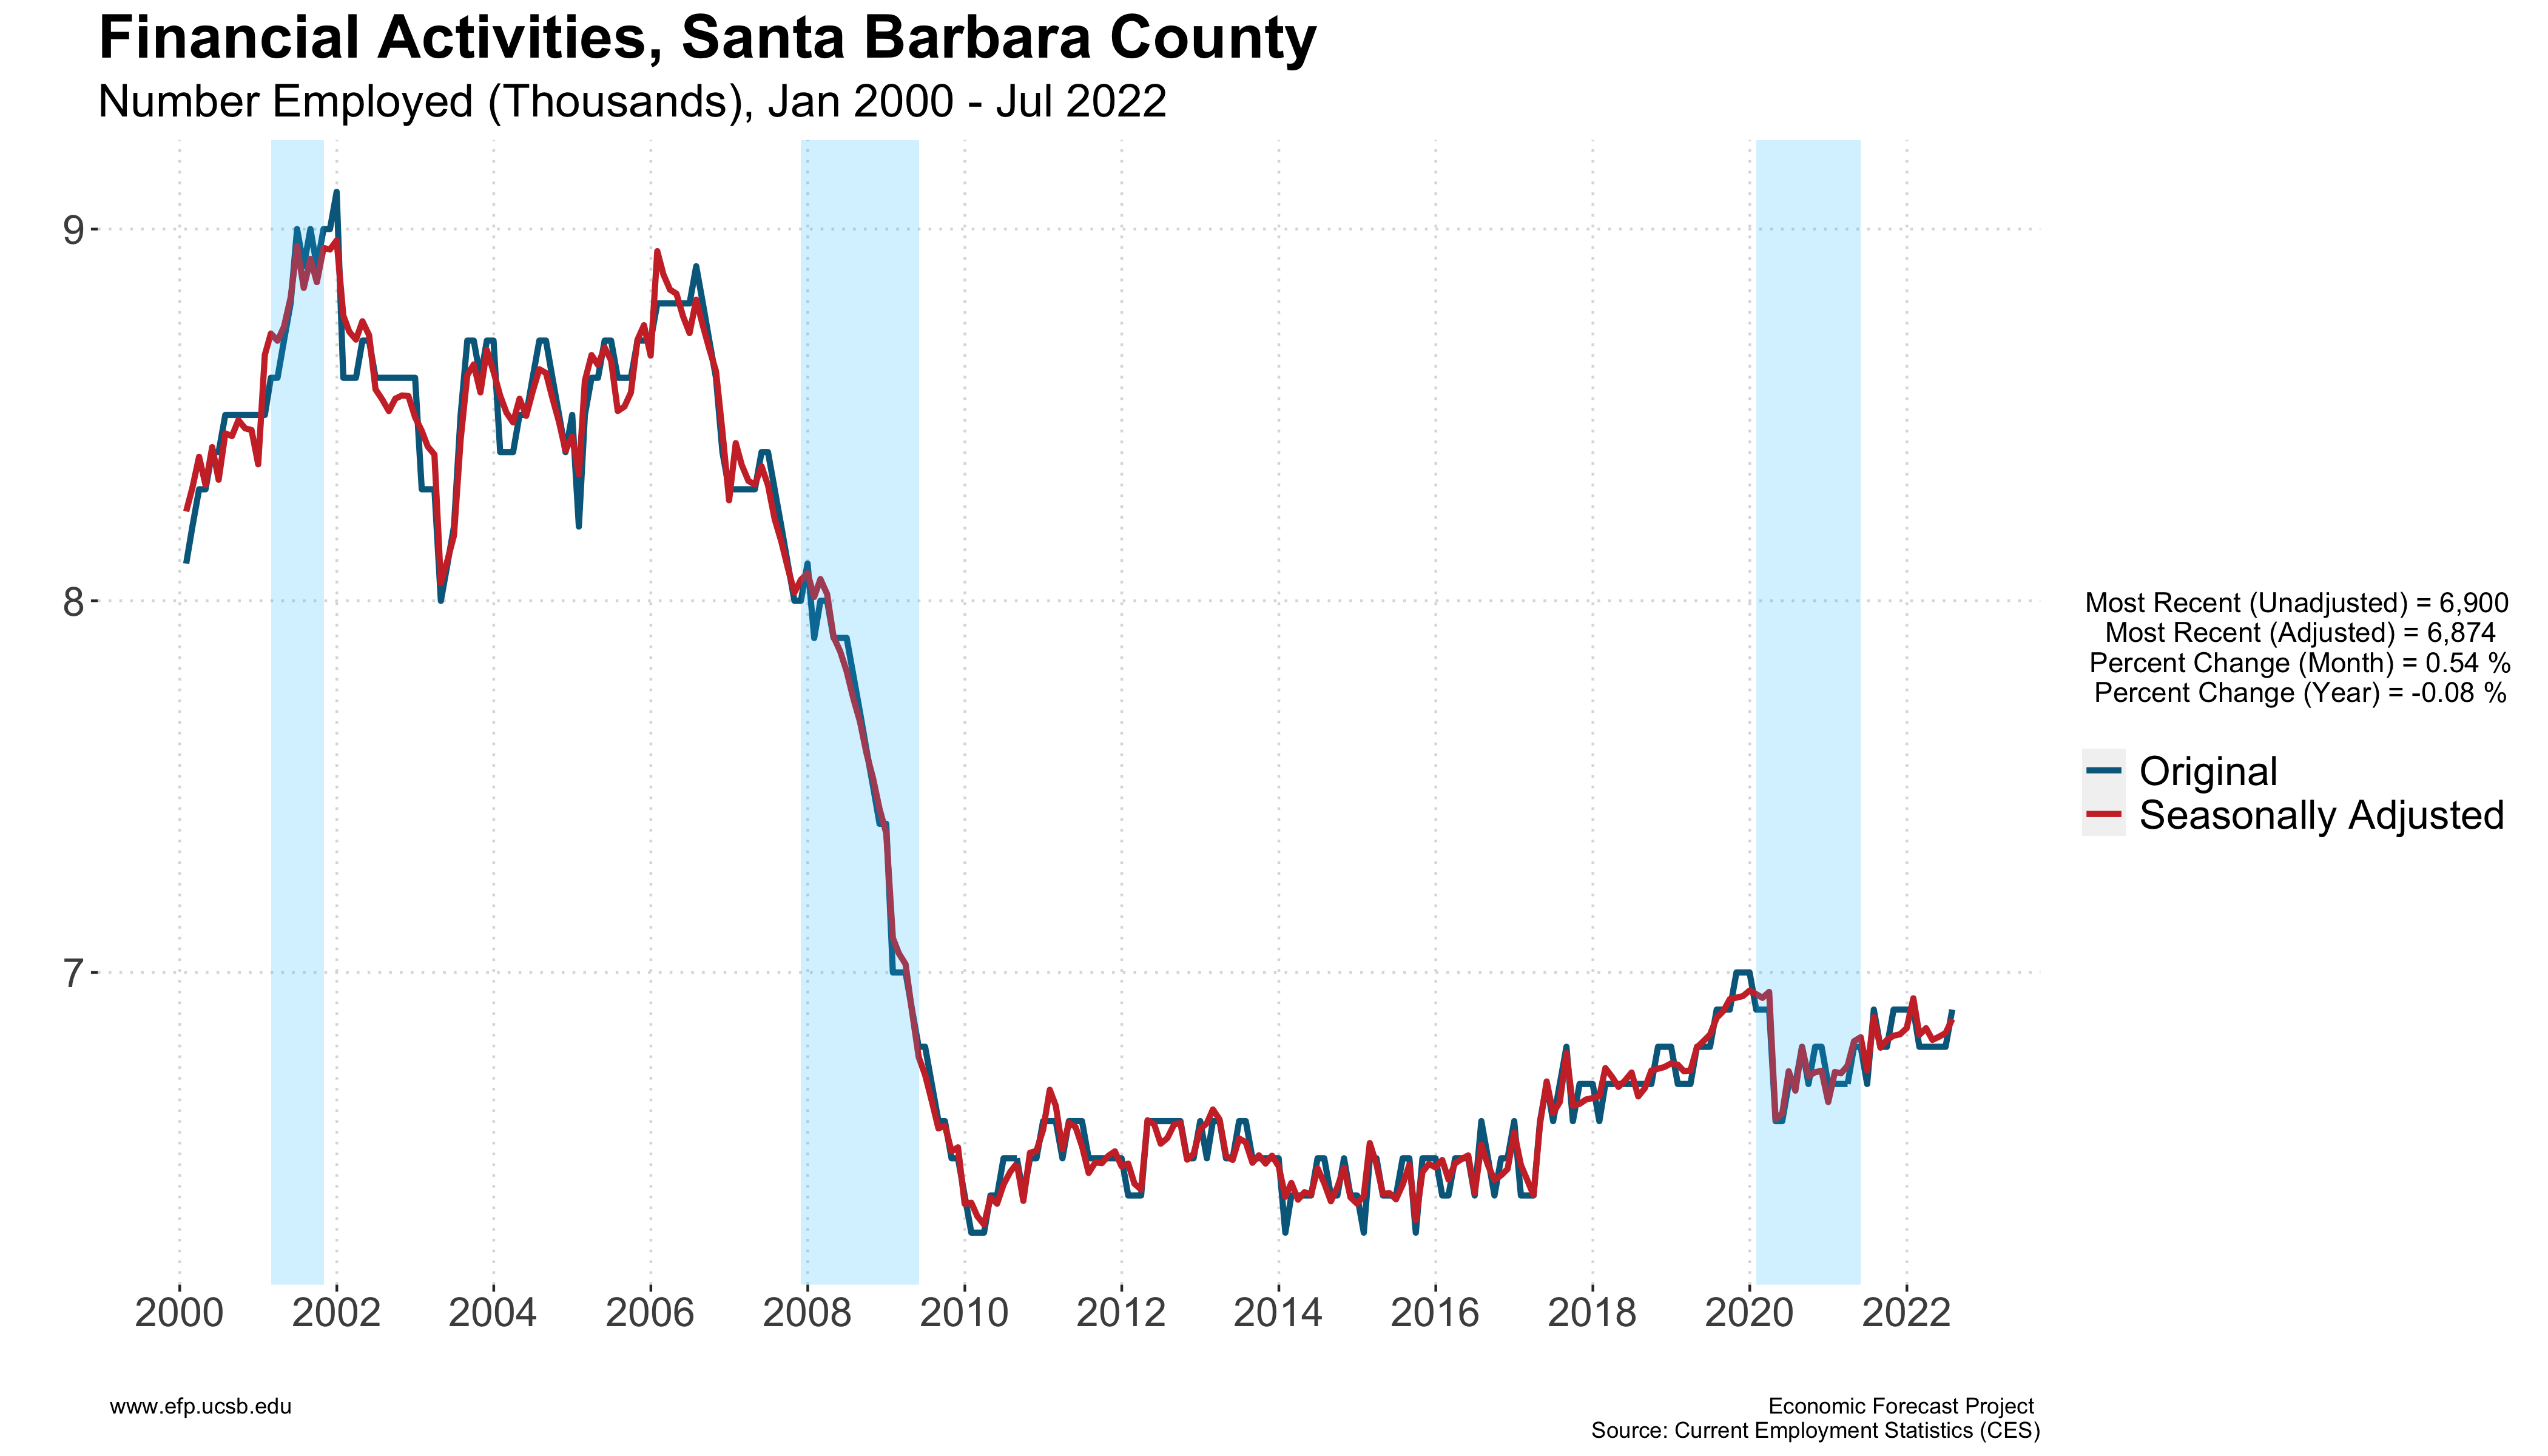 Financial Activities, Santa Barbara County
Number Employed (Thousands), Jan 2000 - Jul 2022
9
8
7
2000 2002 2004 2006 2008 2010 2012 2014 2016 2018 2020 2022
Most Recent (Unadjusted) = 6,900
Most Recent (Adjusted) = 6,874
Percent Change (Month) = 0.54 %
Percent Change (Year) = -0.08 %
Original
Seasonally Adjusted
www.efp.ucsb.edu
Economic Forecast Project
Source: Current Employment Statistics (CES)